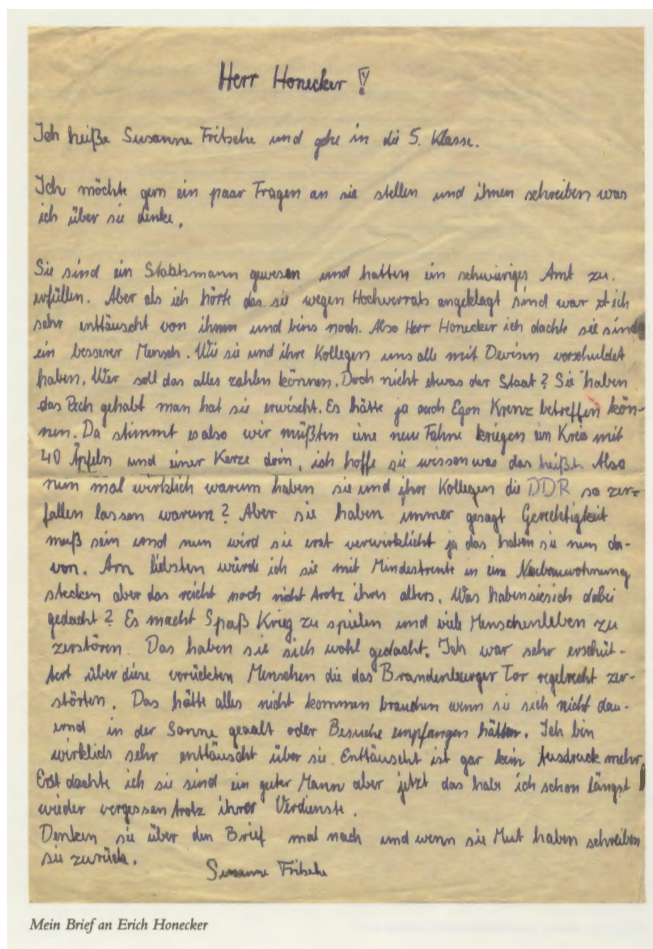 Herr Honecker!
Ich heiße Susanne Fritsche und gehe in die 5. Klasse.
Ich möchte gern ein paar Fragen an sie stellen und ihnen schreiben was
ich über sie denke.
Sie sind ein Stabtsmann gewesen und hatten ein schwieriges Amt zu
erfüllen. Aber als ich hörte das sie wegen Hochverrats angeklagt sind war ich
sehr enttäuscht von ihnen und bins noch. Also Herr Honecker ich dachte sie sind
ein besserer Mensch. Wie sie und ihre Kollegen uns alle mit Devisen verschuldet
haben. Wer soll das alles zahlen können. Doch nicht etwas der Staat? Sie haben
das Pech gehabt man hat sie erwischt. Es hätte ja auch Egon Krenz betreffen kön-
nen. Da stimmt es also wir müßten eine neue Fahne kriegen ein Kreis mit
40 Äpfeln und einer Kerze drin, ich hoffe sie wissen was das heißt. Also
nun mal wirklich warum haben sie und ihre Kollegen die DDR so zer-
fallen lassen warum? Aber sie haben immer gesagt Gerechtigkeit
muß sein und nun wird sie erst verwirklicht ja das haben sie nun da-
von. Am liebsten würde ich sie mit Mindestrente in eine Neubauwohnung
stecken aber das reicht noch nicht trotz ihres alters. Was haben sie sich dabei
gedacht? Es macht Spaß Krieg zu spielen und viele Menschenleben zu
zerstören. Das haben sie sich wohl gedacht. Ich war sehr erschüt-
tert über diese verrückten Menschen die das Brandenburger Tor regelrecht zer-
störten. Das hätte alles nicht kommen brauchen wenn sie sich nicht dau-
ernd in der Sonne geaalt oder Besuche empfangen hätten. Ich bin
wirklich sehr enttäuscht über sie. Enttäuscht ist gar kein Ausdruck mehr.
Erst dachte ich sie sind ein guter Mann aber jetzt das habe ich schon längst
wieder vergessen trotz ihrer Verdienste.
Denken sie über den Brief mal nach und wenn sie Mut haben schreiben
sie zurück.
Susanne Fritsche
Mein Brief an Erich Honecker